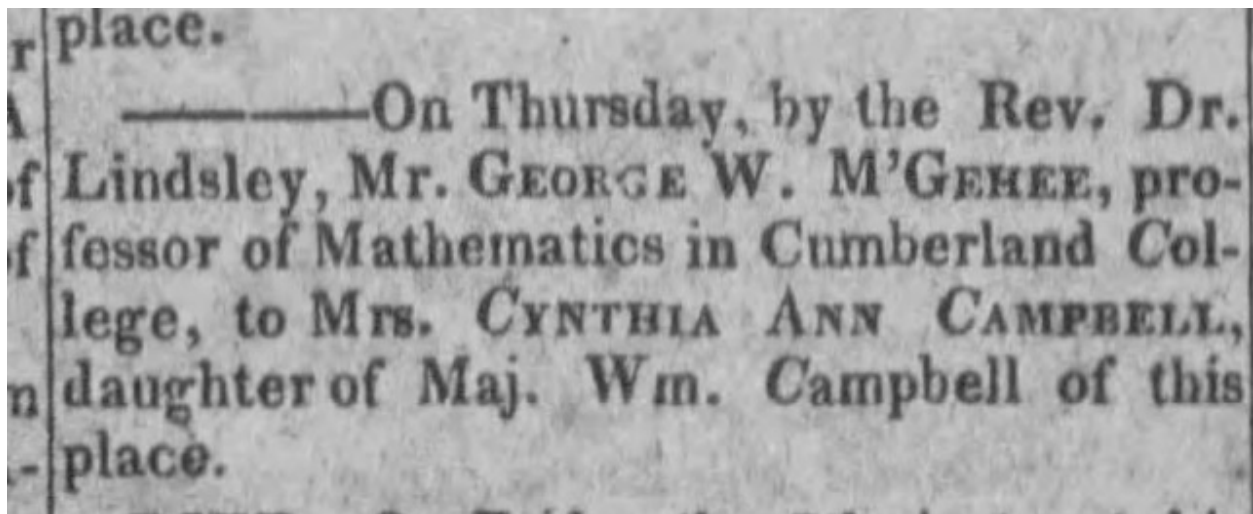 place.
———On Thursday, by the Rev. Dr.
Lindsley, Mr. GEORGE W. M'GEHEE, pro-
fessor of Mathematics in Cumberland Col-
lege, to Mrs. CYNTHIA ANN CAMPBELL,
daughter of Maj. Wm. Campbell of this
place.